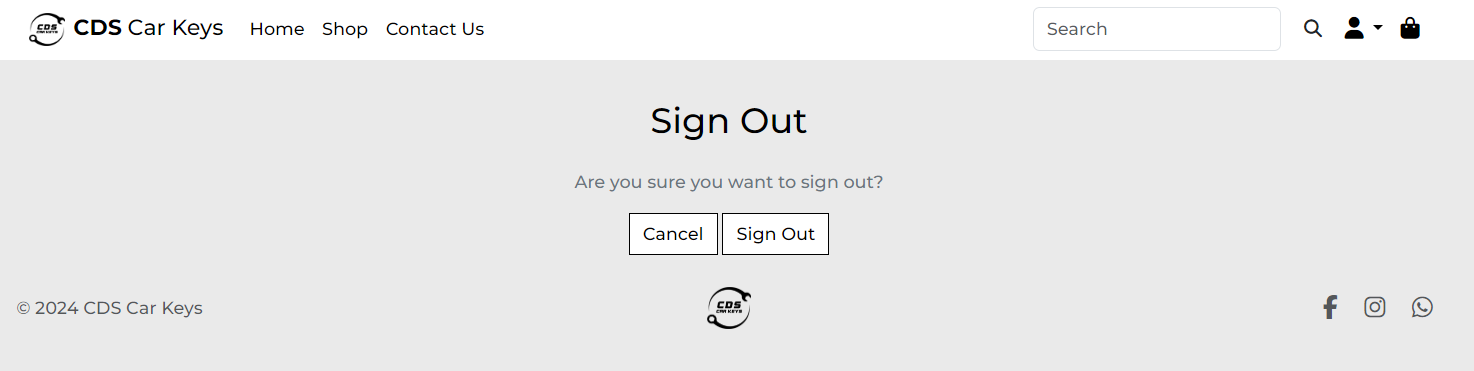 CDS CAR KEYS
CDS Car Keys Home Shop Contact Us Search
Sign Out
Are you sure you want to sign out?
Cancel Sign Out
© 2024 CDS Car Keys
CDS
CAR KEYS